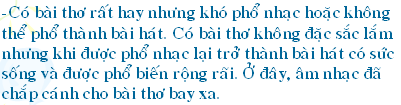 -Có bài thơ rất hay nhưng khó phổ nhạc hoặc không
thể phổ thành bài hát. Có bài thơ không đặc sắc lắm
nhưng khi được phổ nhạc lại trở thành bài hát có sức
sống và được phổ biến rộng rãi. Ở đây, âm nhạc đã
chắp cánh cho bài thơ bay xa.